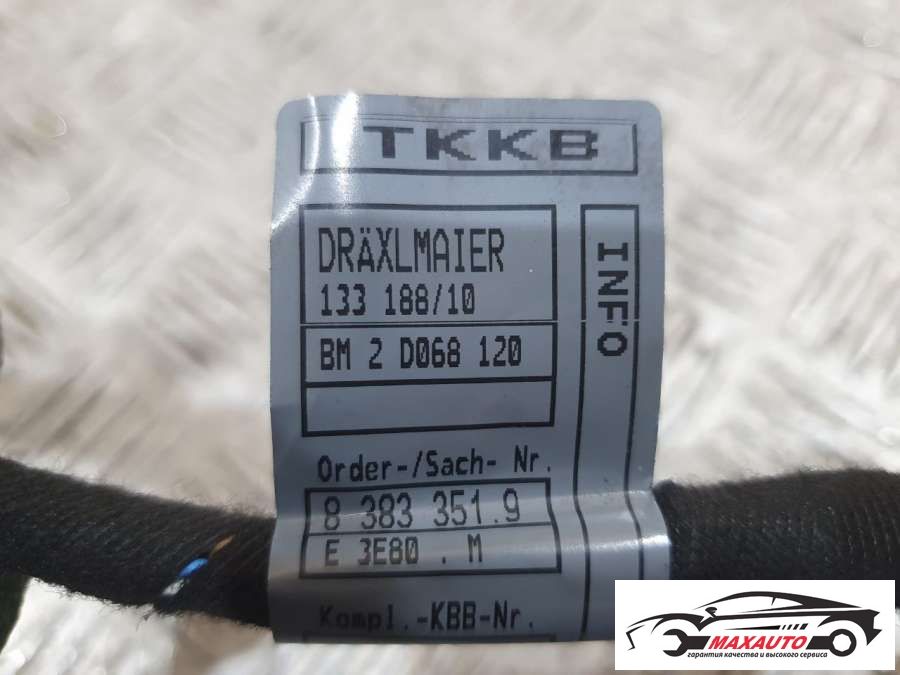 TKKB
DRÄXLMAIER
133 188/10
BM 2 D068 120
INFO
Order-/Sach- Nr.
8 383 351.9
E 3E80 . M
Kompl.-KBB-Nr.
MAXAUTO
гарантия качества и высокого сервиса